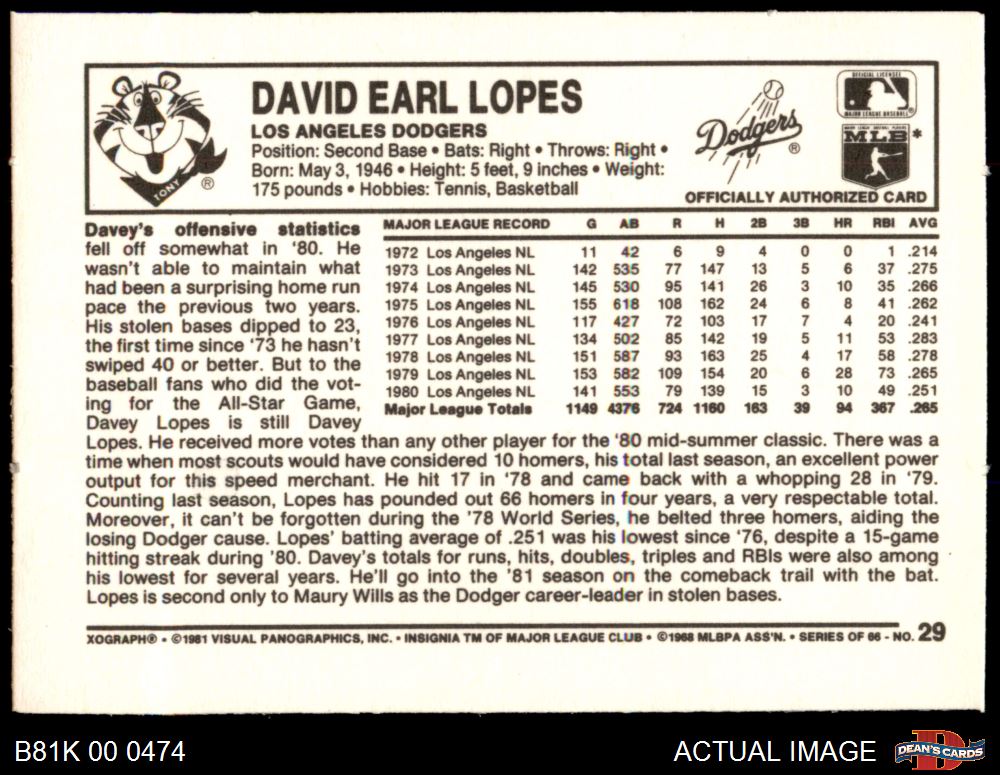 DAVID EARL LOPES
LOS ANGELES DODGERS
Position: Second Base • Bats: Right • Throws: Right •
Born: May 3, 1946 • Height: 5 feet, 9 inches • Weight:
175 pounds • Hobbies: Tennis, Basketball
TONY
®
Dodgers
®
OFFICIAL LICENSEE
MAJOR LEAGUE BASEBALL
®
MAJOR LEAGUE BASEBALL PLAYERS
MLB *
OFFICIALLY AUTHORIZED CARD
Davey's offensive statistics
fell off somewhat in '80. He
wasn't able to maintain what
had been a surprising home run
pace the previous two years.
His stolen bases dipped to 23,
the first time since '73 he hasn't
swiped 40 or better. But to the
baseball fans who did the vot-
ing for the All-Star Game,
Davey Lopes is still Davey
MAJOR LEAGUE RECORD G AB R H 2B 3B HR RBI AVG
1972 Los Angeles NL 11 42 6 9 4 0 0 1 .214
1973 Los Angeles NL 142 535 77 147 13 5 6 37 .275
1974 Los Angeles NL 145 530 95 141 26 3 10 35 .266
1975 Los Angeles NL 155 618 108 162 24 6 8 41 .262
1976 Los Angeles NL 117 427 72 103 17 7 4 20 .241
1977 Los Angeles NL 134 502 85 142 19 5 11 53 .283
1978 Los Angeles NL 151 587 93 163 25 4 17 58 .278
1979 Los Angeles NL 153 582 109 154 20 6 28 73 .265
1980 Los Angeles NL 141 553 79 139 15 3 10 49 .251
Major League Totals 1149 4376 724 1160 163 39 94 367 .265
Lopes. He received more votes than any other player for the '80 mid-summer classic. There was a
time when most scouts would have considered 10 homers, his total last season, an excellent power
output for this speed merchant. He hit 17 in '78 and came back with a whopping 28 in '79.
Counting last season, Lopes has pounded out 66 homers in four years, a very respectable total.
Moreover, it can't be forgotten during the '78 World Series, he belted three homers, aiding the
losing Dodger cause. Lopes' batting average of .251 was his lowest since '76, despite a 15-game
hitting streak during '80. Davey's totals for runs, hits, doubles, triples and RBIs were also among
his lowest for several years. He'll go into the '81 season on the comeback trail with the bat.
Lopes is second only to Maury Wills as the Dodger career-leader in stolen bases.
XOGRAPH® • ©1981 VISUAL PANOGRAPHICS, INC. • INSIGNIA TM OF MAJOR LEAGUE CLUB • ©1968 MLBPA ASS'N. • SERIES OF 66 - NO. 29
B81K 00 0474
ACTUAL IMAGE
DEAN'S CARDS